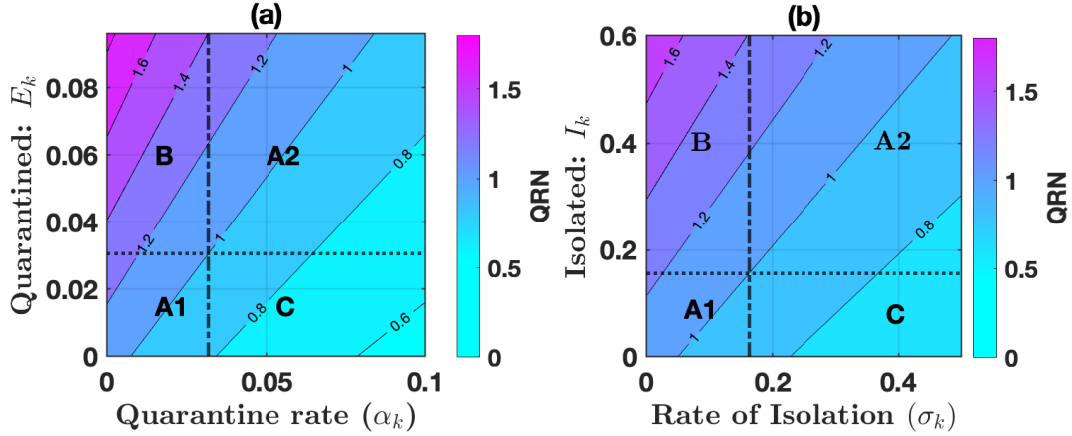 (a)
Quarantined: E_k
0.08
0.06
0.04
0.02
0
0
0.05
0.1
Quarantine rate (α_k)
1.6
1.4
1.2
1
0.8
1.2
1
0.8
0.6
B
A2
A1
C
1.5
1
0.5
0
QRN
(b)
Isolated: I_k
0.6
0.4
0.2
0
0
0.2
0.4
Rate of Isolation (σ_k)
1.6
1.4
1.2
1.2
1
0.8
1
B
A2
A1
C
1.5
1
0.5
0
QRN